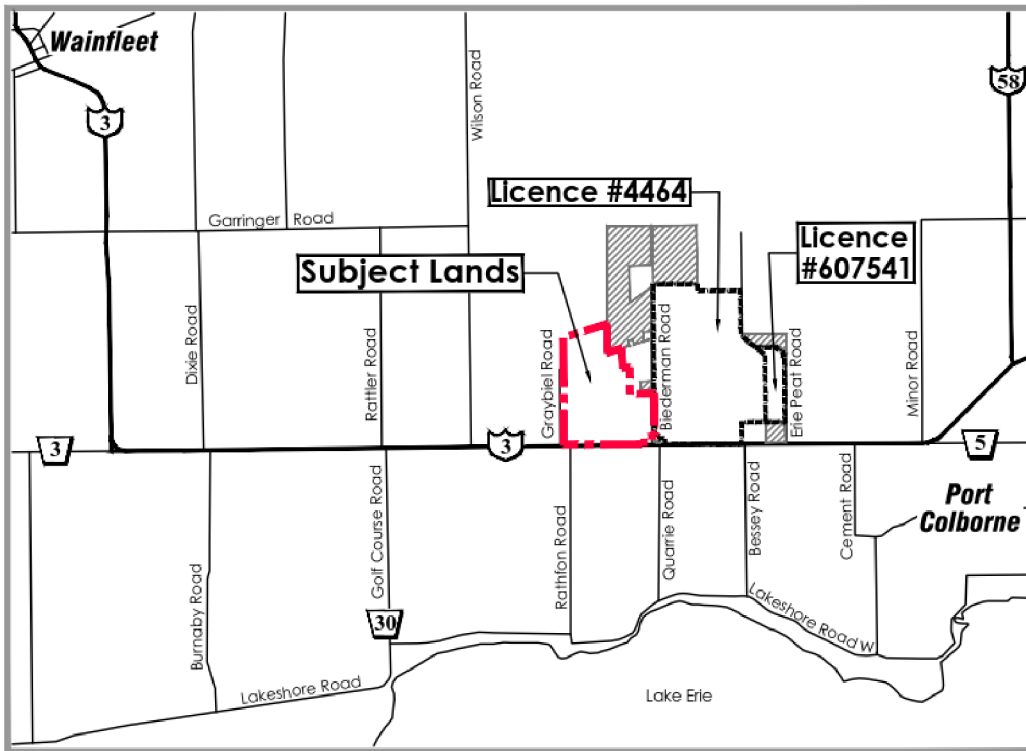 Wainfleet
3
58
Wilson Road
Licence #4464
Garringer Road
Licence
#607541
Subject Lands
Dixie Road
Rattler Road
Graybiel Road
Biederman Road
Erie Peat Road
Minor Road
3
3
5
Burnaby Road
Golf Course Road
Rathfon Road
Quarrie Road
Bessey Road
Cement Road
Port
Colborne
30
Lakeshore Road W
Lakeshore Road
Lake Erie